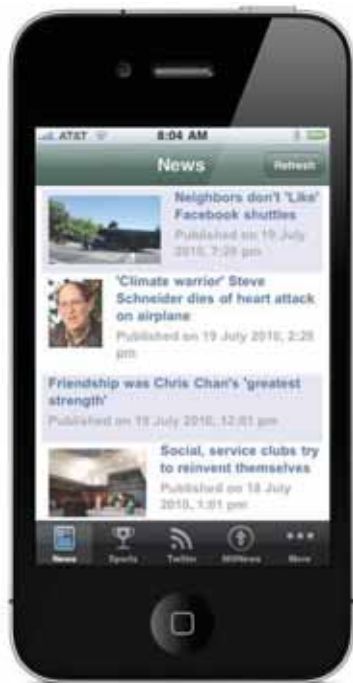 AT&T 8:04 AM
News Refresh
Neighbors don't 'Like'
Facebook shuttles
Published on 19 July
2010, 7:26 pm
'Climate warrior' Steve
Schneider dies of heart attack
on airplane
Published on 19 July 2010, 2:28
pm
Friendship was Chris Chan's 'greatest
strength'
Published on 19 July 2010, 12:01 pm
Social, service clubs try
to reinvent themselves
Published on 18 July
2010, 1:01 pm
News Sports Twitter More